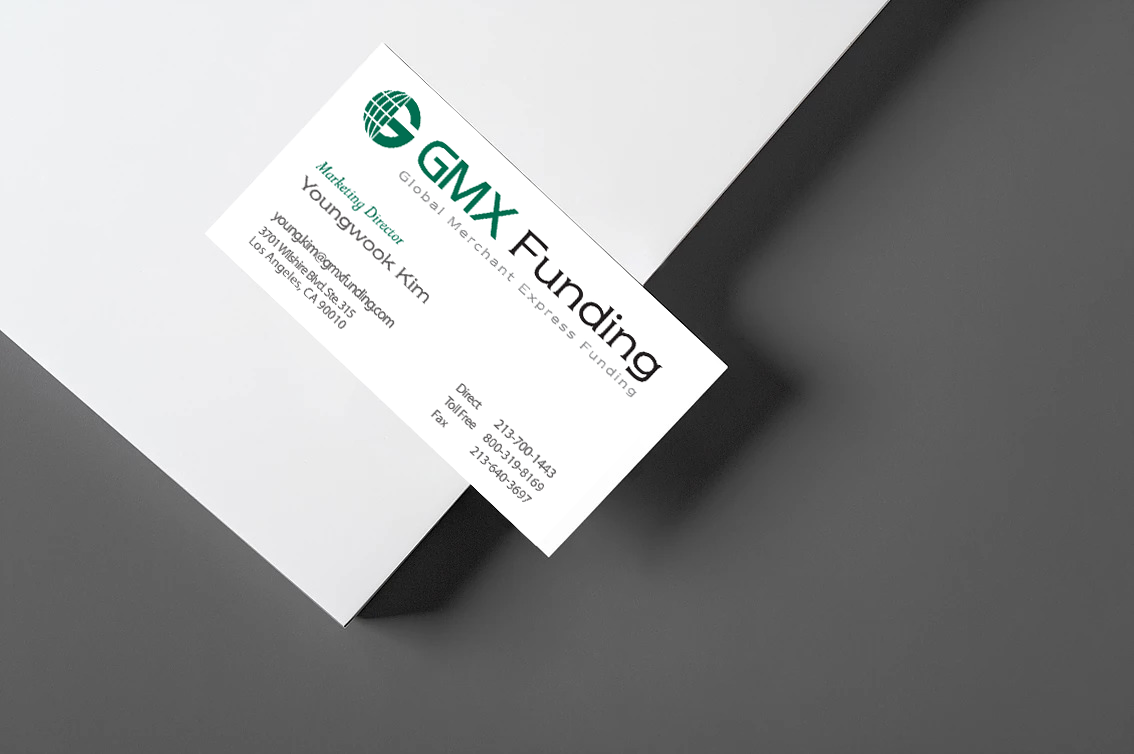 GMX Funding
Global Merchant Express Funding
Marketing Director
Youngwook Kim
young.kim@gmxfunding.com
3701 Wilshire Blvd. Ste. 315
Los Angeles, CA 90010
Direct 213-700-1443
Toll Free 800-319-8169
Fax 213-640-3697